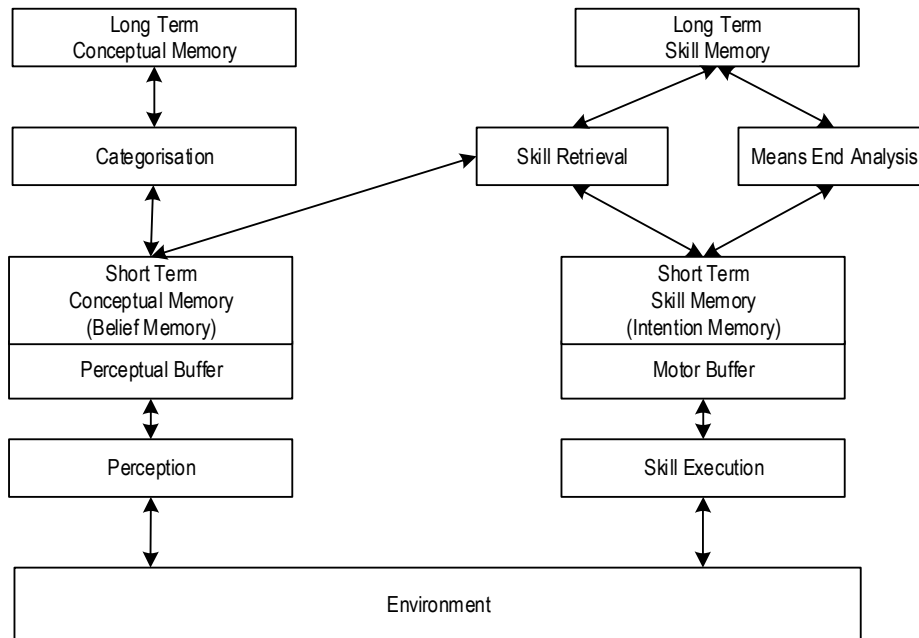 Long Term
Conceptual Memory
Long Term
Skill Memory
Categorisation
Skill Retrieval
Means End Analysis
Short Term
Conceptual Memory
(Belief Memory)
Perceptual Buffer
Short Term
Skill Memory
(Intention Memory)
Motor Buffer
Perception
Skill Execution
Environment